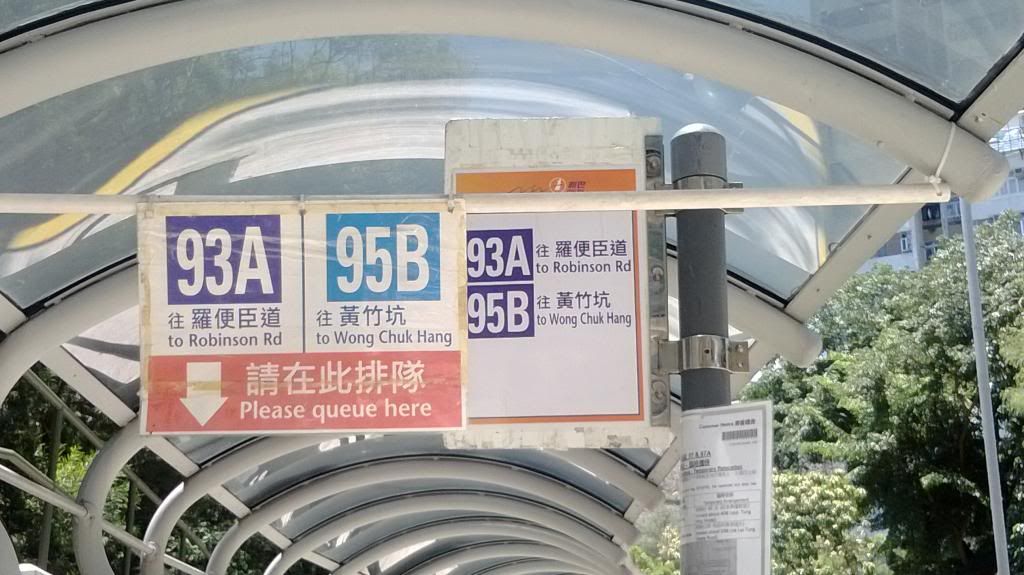 93A
往 羅便臣道
to Robinson Rd
95B
往 黃竹坑
to Wong Chuk Hang
請在此排隊
Please queue here
93A 往 羅便臣道
to Robinson Rd
95B 往 黃竹坑
to Wong Chuk Hang
Customer Notice